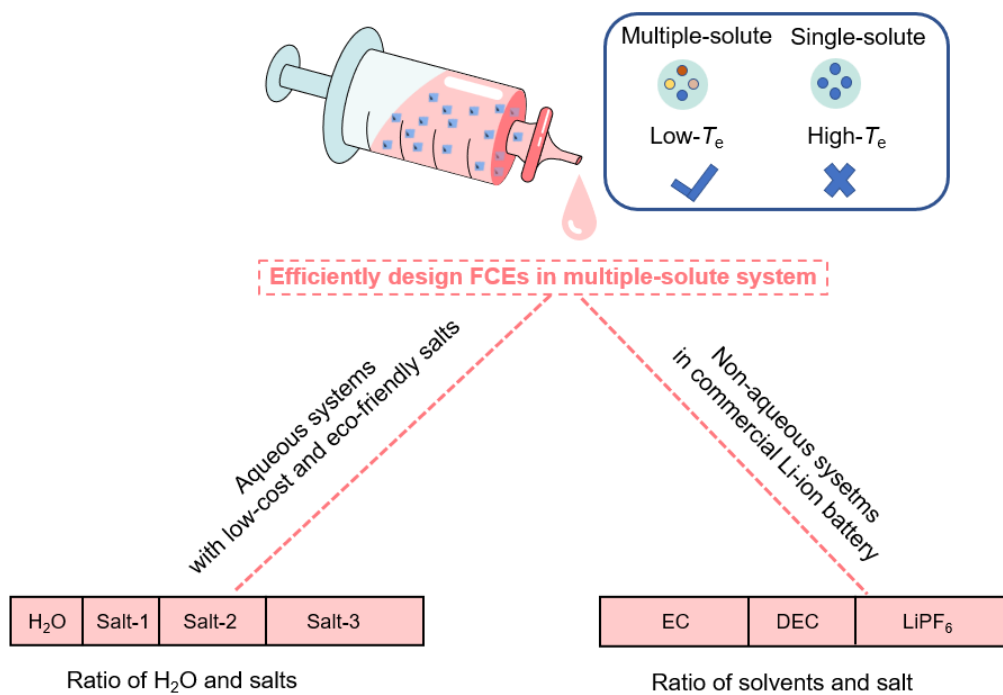 Multiple-solute Single-solute
Low-Te High-Te
Efficiently design FCEs in multiple-solute system
Aqueous systems
with low-cost and eco-friendly salts
Non-aqueous sysetms
in commercial Li-ion battery
H₂O Salt-1 Salt-2 Salt-3
Ratio of H₂O and salts
EC DEC LiPF₆
Ratio of solvents and salt